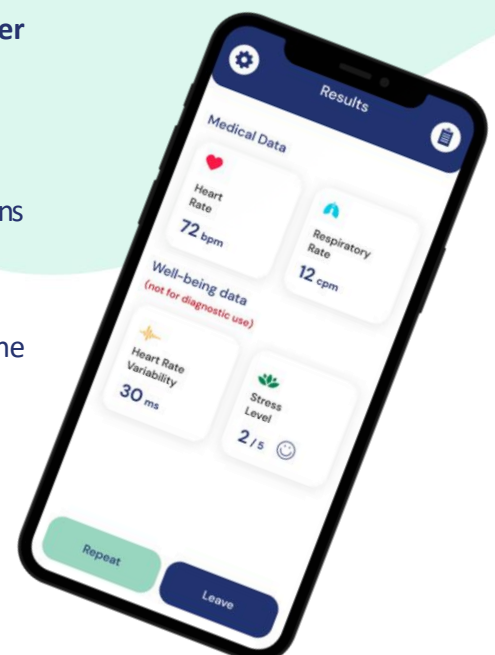 er
ns
ne
Results
Medical Data
Heart
Rate
72 bpm
Respiratory
Rate
12 cpm
Well-being data
(not for diagnostic use)
Heart Rate
Variability
30 ms
Stress
Level
2 / 5
Repeat
Leave